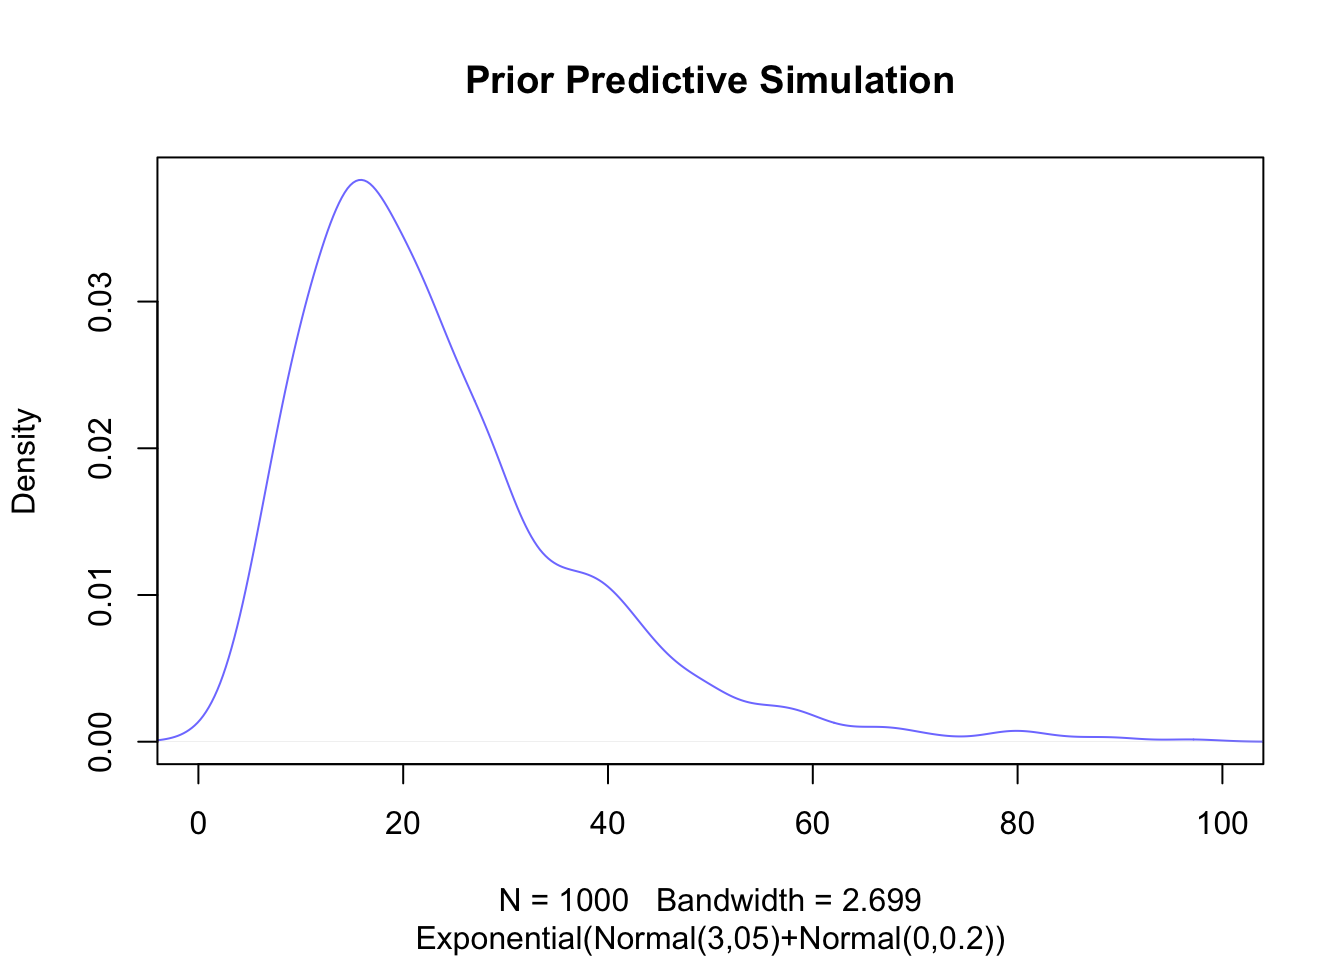 Prior Predictive Simulation
Density
0.00
0.01
0.02
0.03
0
20
40
60
80
100
N = 1000   Bandwidth = 2.699
Exponential(Normal(3,05)+Normal(0,0.2))